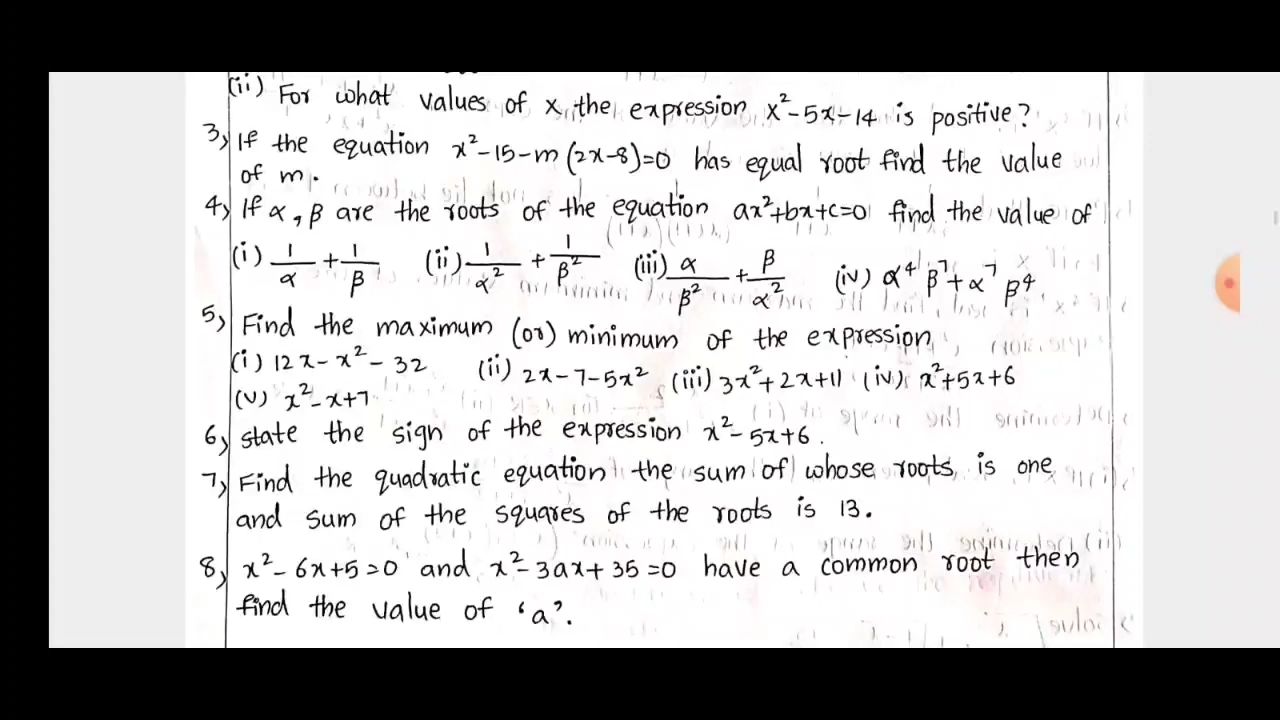 (ii) For what values of x the expression x²-5x-14 is positive?
3) If the equation x²-15-m(2x-8)=0 has equal root find the value
of m.
4) If α, β are the roots of the equation ax²+bx+c=0 find the value of
(i) 1/α + 1/β (ii) 1/α² + 1/β² (iii) α/β² + β/α² (iv) α⁴ β⁷ + α⁷ β⁴
5) Find the maximum (or) minimum of the expression
(i) 12x-x²-32 (ii) 2x-7-5x² (iii) 3x²+2x+11 (iv) x²+5x+6
(v) x²-x+7
6) state the sign of the expression x²-5x+6.
7) Find the quadratic equation the sum of whose roots is one
and sum of the squares of the roots is 13.
8) x²-6x+5=0 and x²-3ax+35=0 have a common root then
find the value of 'a'.